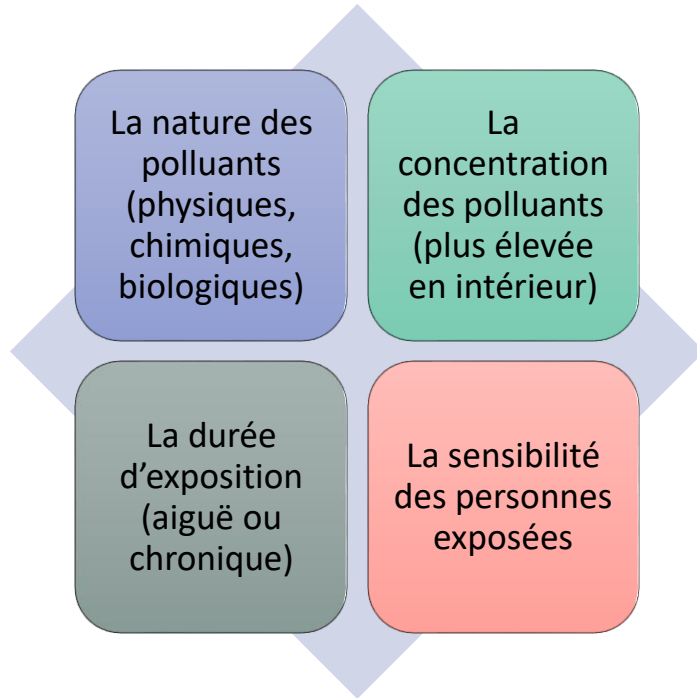 La nature des
polluants
(physiques,
chimiques,
biologiques)
La
concentration
des polluants
(plus élevée
en intérieur)
La durée
d’exposition
(aiguë ou
chronique)
La sensibilité
des personnes
exposées